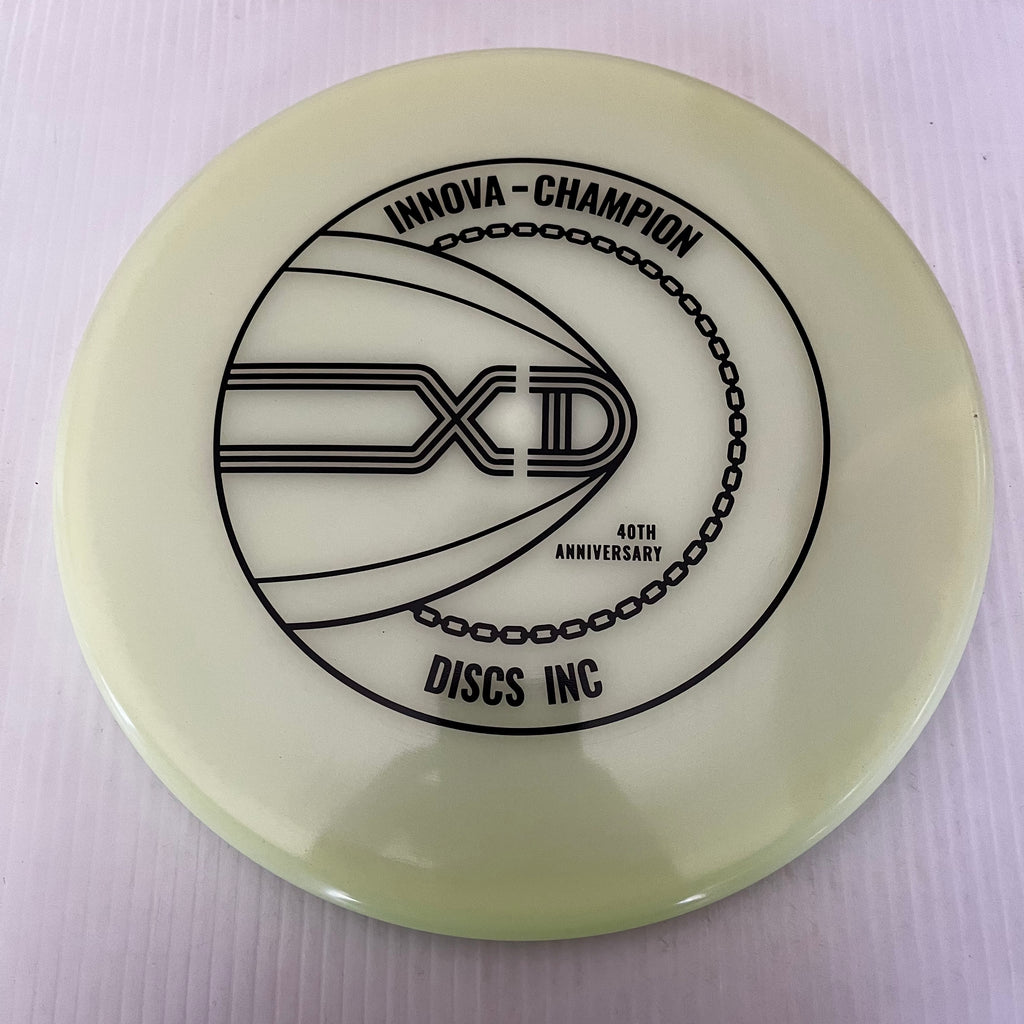 INNOVA-CHAMPION
XD
40TH
ANNIVERSARY
DISCS INC